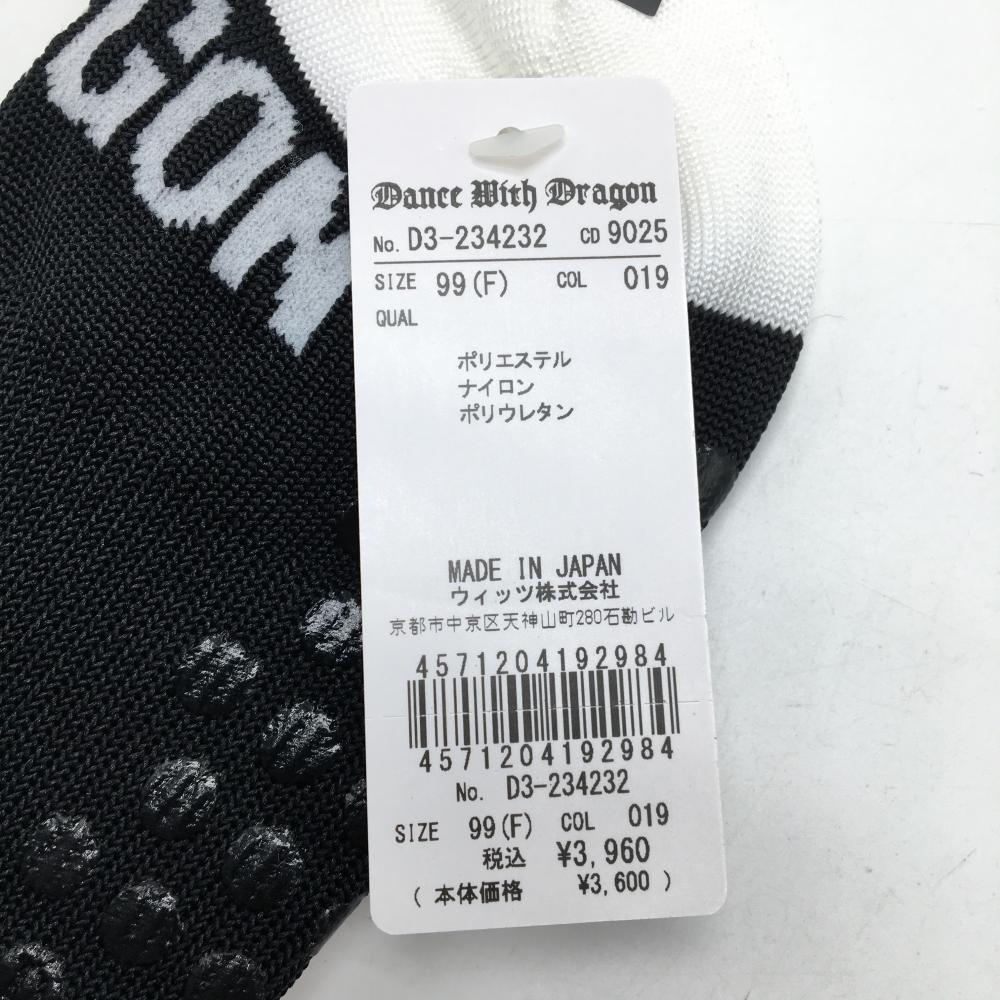 GON
Dance With Dragon
No. D3-234232 CD 9025
SIZE 99(F) COL 019
QUAL
ポリエステル
ナイロン
ポリウレタン
MADE IN JAPAN
ウィッツ株式会社
京都市中京区天神山町280石勘ビル
4571204192984
4571204192984
No. D3-234232
SIZE 99(F) COL 019
税込 ¥3,960
(本体価格 ¥3,600)